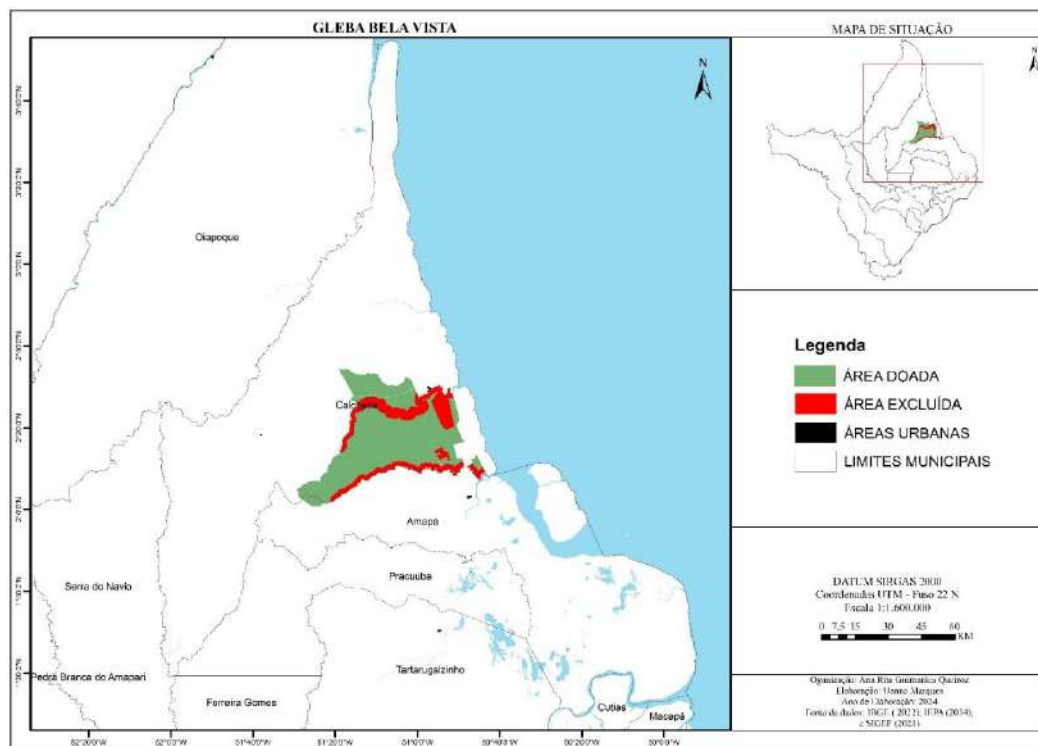 GLEBA BELA VISTA
MAPA DE SITUAÇÃO
N
N
Oiapoque
Calçoene
Amapá
Pracuúba
Serra do Navio
Tartarugalzinho
Pedra Branca do Amapari
Ferreira Gomes
Cutias
Macapá
Legenda
ÁREA DOADA
ÁREA EXCLUÍDA
ÁREAS URBANAS
LIMITES MUNICIPAIS
DATUM SIRGAS 2000
Coordenadas UTM - Fuso 22 N
Escala 1:1.600.000
0 7,5 15 30 45 60
KM
Ana Rita Guimarães Queiroz
Elaboração: Marques
Ano de Elaboração: 2024
Fonte de dados: IBGE (2022); IEPA (2004);
e SIGEF (2021).